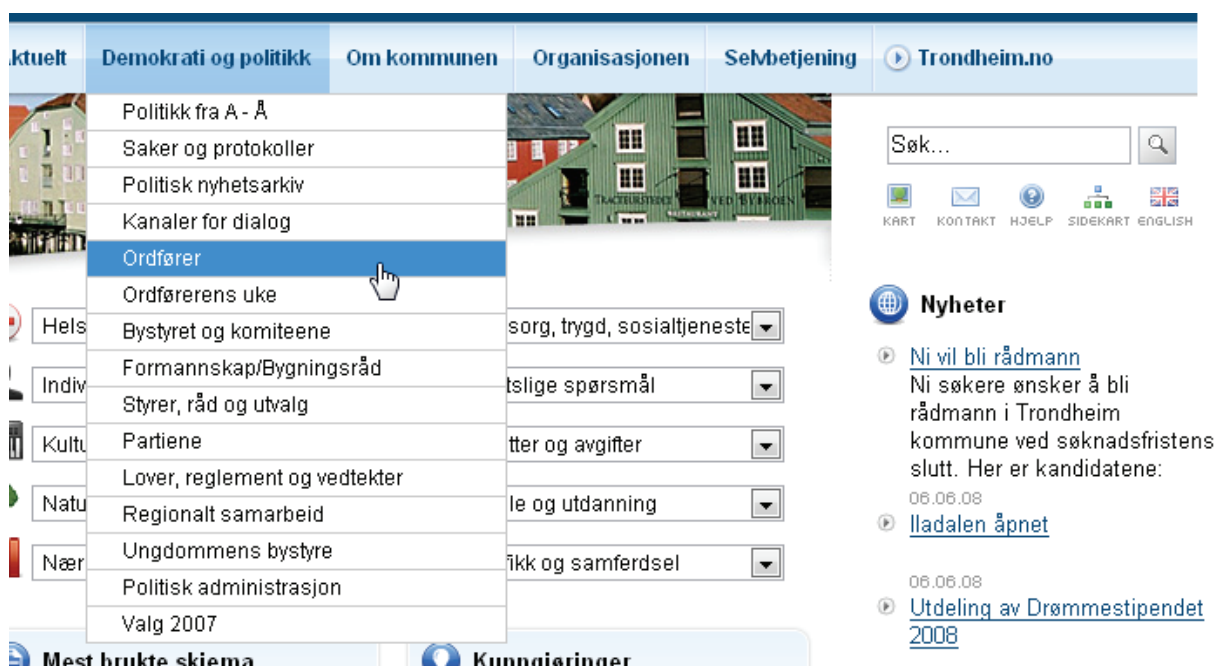 Aktuelt Demokrati og politikk Om kommunen Organisasjonen Selvbetjening Trondheim.no
Politikk fra A - Å
Saker og protokoller
Politisk nyhetsarkiv
Kanaler for dialog
Ordfører
Ordførerens uke
Bystyret og komiteene
Formannskap/Bygningsråd
Styrer, råd og utvalg
Partiene
Lover, reglement og vedtekter
Regionalt samarbeid
Ungdommens bystyre
Politisk administrasjon
Valg 2007
TRACTEURSTEDET VED BYBROEN
RESTAURANT
Hels sorg, trygd, sosialtjeneste
Indiv tslige spørsmål
Kultu tter og avgifter
Natu le og utdanning
Nær fikk og samferdsel
Mest brukte skjema
Kunngjøringer
Søk...
KART KONTAKT HJELP SIDEKART ENGLISH
Nyheter
Ni vil bli rådmann
Ni søkere ønsker å bli
rådmann i Trondheim
kommune ved søknadsfristens
slutt. Her er kandidatene:
06.06.08
Iladalen åpnet
06.06.08
Utdeling av Drømmestipendet
2008